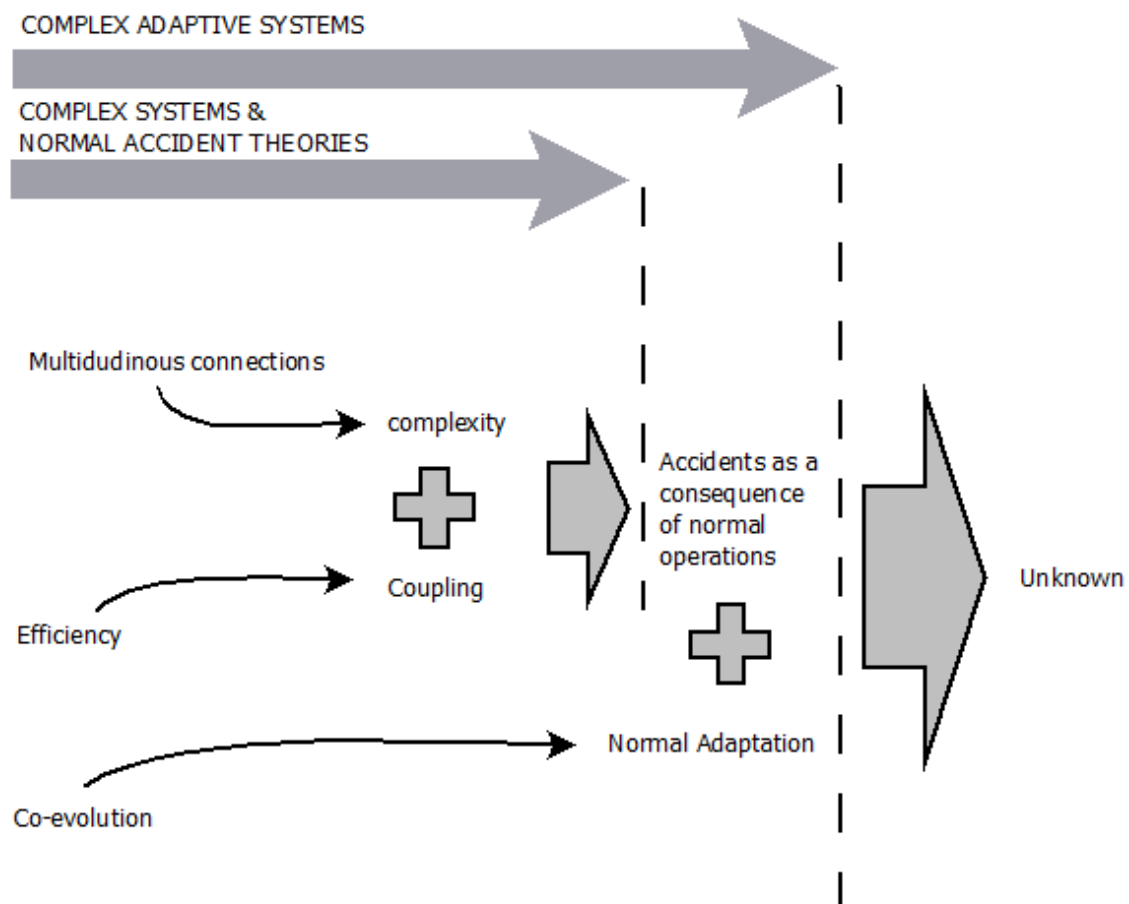 COMPLEX ADAPTIVE SYSTEMS
COMPLEX SYSTEMS &
NORMAL ACCIDENT THEORIES
Multidudinous connections
complexity
Accidents as a
consequence
of normal
operations
Coupling
Unknown
Efficiency
Normal Adaptation
Co-evolution